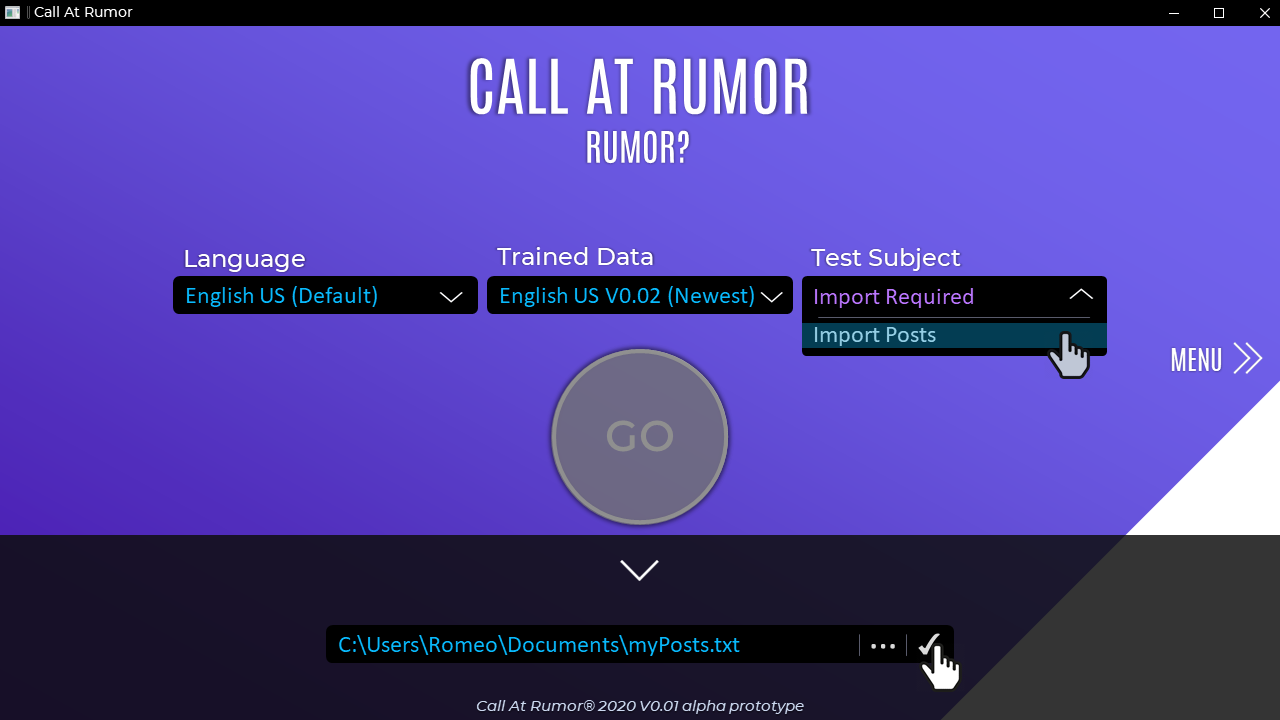 Call At Rumor
CALL AT RUMOR
RUMOR?
Language
Trained Data
Test Subject
English US (Default)
English US V0.02 (Newest)
Import Required
Import Posts
MENU
GO
C:\Users\Romeo\Documents\myPosts.txt
Call At Rumor® 2020 V0.01 alpha prototype